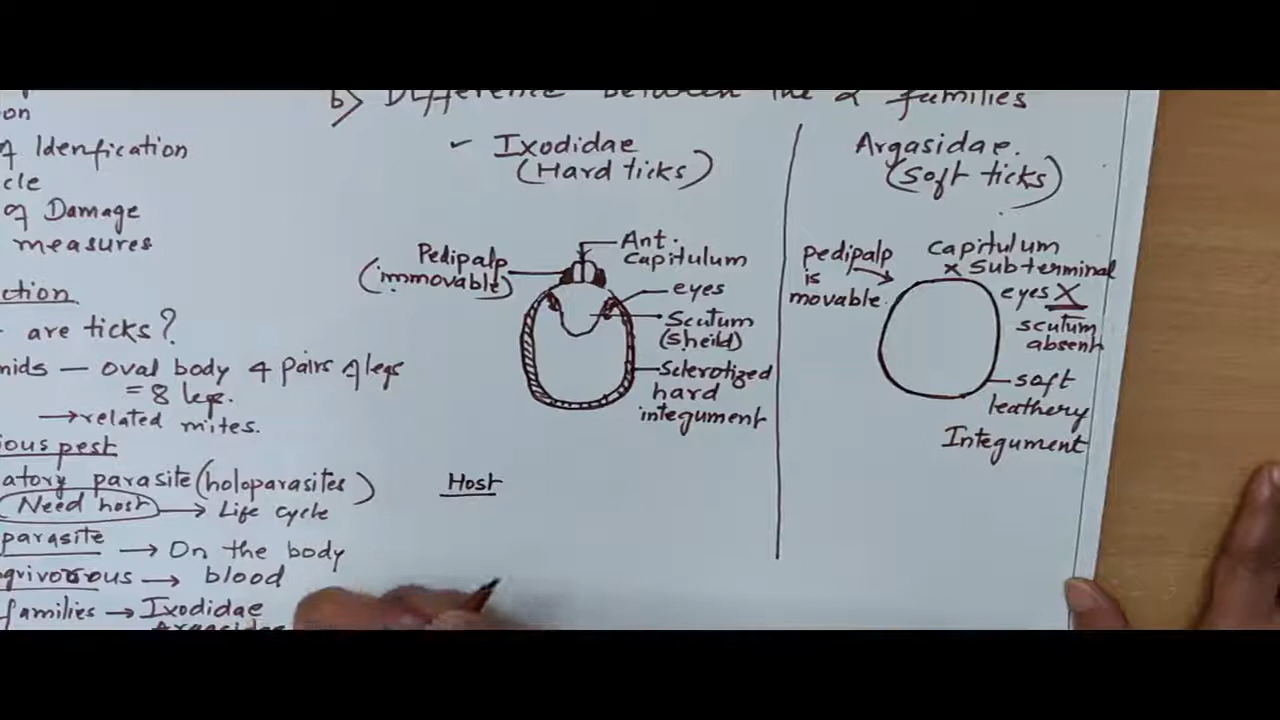 b) Difference between the 2 families
on
of Idenfication
cle
of Damage
measures
ction
are ticks?
nids — oval body 4 pairs of legs
= 8 legs.
→ related mites.
ious pest
atory parasite (holoparasites)
Need host → Life cycle
parasite → On the body
grivorous → blood
families → Ixodidae
Argasidae
✓ Ixodidae
(Hard ticks)
Pedipalp
(immovable)
Ant.
capitulum
eyes
Scutum
(sheild)
Sclerotized
hard
integument
Host
Argasidae.
(Soft ticks)
pedipalp
is
movable.
capitulum
x Subterminal
eyes X
scutum
absent
soft
leathery
Integument